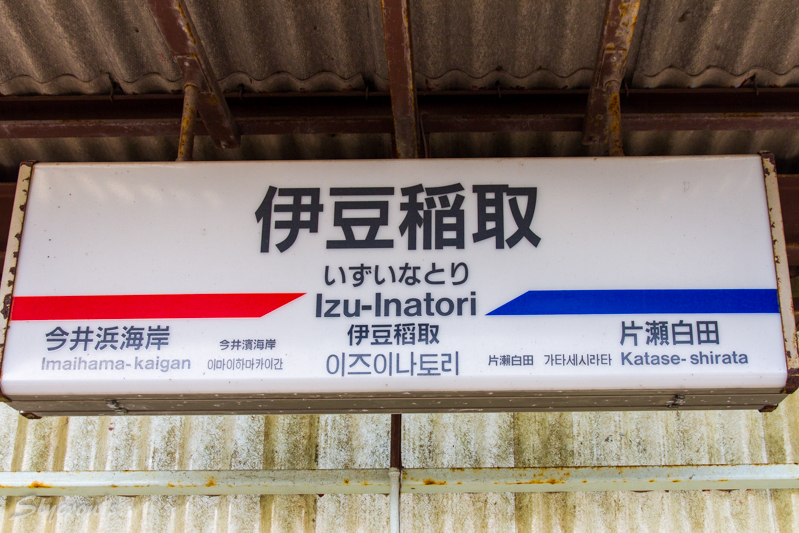 伊豆稲取
いずいなとり
Izu-Inatori
伊豆稲取
이즈이나토리
今井浜海岸
Imaihama-kaigan
今井濱海岸
이마이하마카이간
片瀬白田
가타세시라타
片瀬白田
Katase-shirata